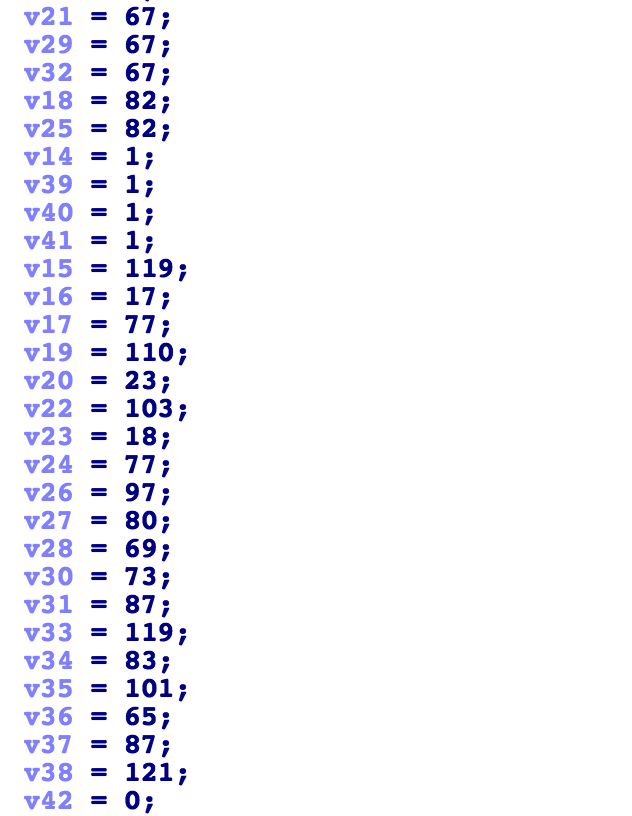 v21 = 67;
v29 = 67;
v32 = 67;
v18 = 82;
v25 = 82;
v14 = 1;
v39 = 1;
v40 = 1;
v41 = 1;
v15 = 119;
v16 = 17;
v17 = 77;
v19 = 110;
v20 = 23;
v22 = 103;
v23 = 18;
v24 = 77;
v26 = 97;
v27 = 80;
v28 = 69;
v30 = 73;
v31 = 87;
v33 = 119;
v34 = 83;
v35 = 101;
v36 = 65;
v37 = 87;
v38 = 121;
v42 = 0;